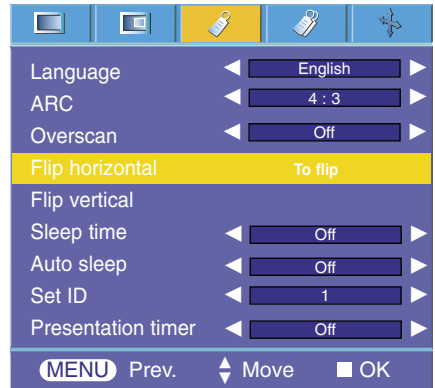 Language English
ARC 4 : 3
Overscan Off
Flip horizontal To flip
Flip vertical
Sleep time Off
Auto sleep Off
Set ID 1
Presentation timer Off
MENU Prev. Move OK